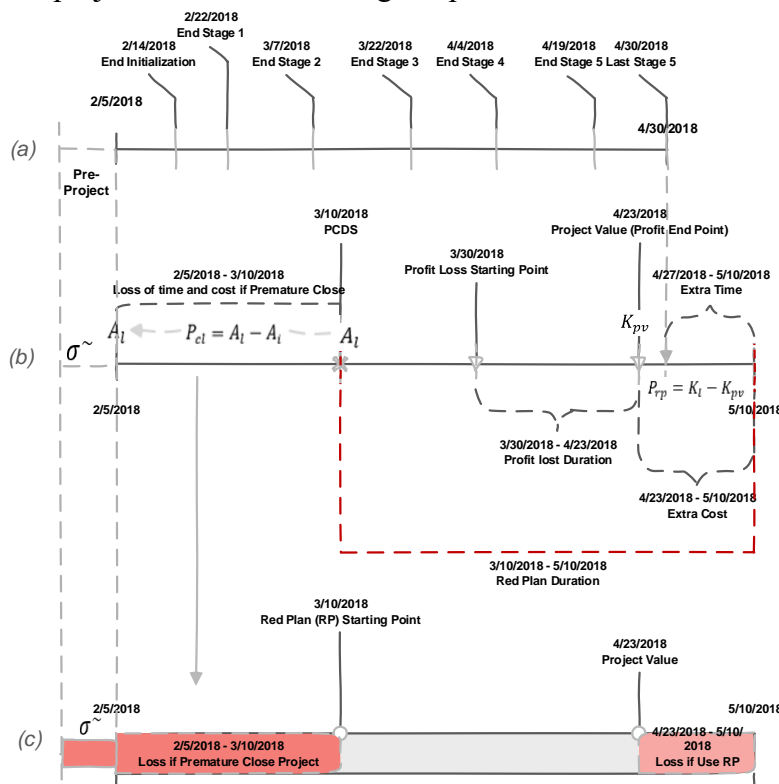 2/22/2018
End Stage 1
2/14/2018
End Initialization
3/7/2018
End Stage 2
3/22/2018
End Stage 3
4/4/2018
End Stage 4
4/19/2018
End Stage 5
4/30/2018
Last Stage 5
2/5/2018
4/30/2018
(a)
Pre-
Project
3/10/2018
PCDS
4/23/2018
Project Value (Profit End Point)
3/30/2018
Profit Loss Starting Point
2/5/2018 - 3/10/2018
Loss of time and cost if Premature Close
4/27/2018 - 5/10/2018
Extra Time
A_l
P_cl = A_l − A_i
A_l
K_pv
(b)
σ~
P_rp = K_l − K_pv
2/5/2018
5/10/2018
3/30/2018 - 4/23/2018
Profit lost Duration
4/23/2018 - 5/10/2018
Extra Cost
3/10/2018 - 5/10/2018
Red Plan Duration
3/10/2018
Red Plan (RP) Starting Point
4/23/2018
Project Value
2/5/2018
5/10/2018
(c)
σ~
2/5/2018 - 3/10/2018
Loss if Premature Close Project
4/23/2018 - 5/10/
2018
Loss if Use RP